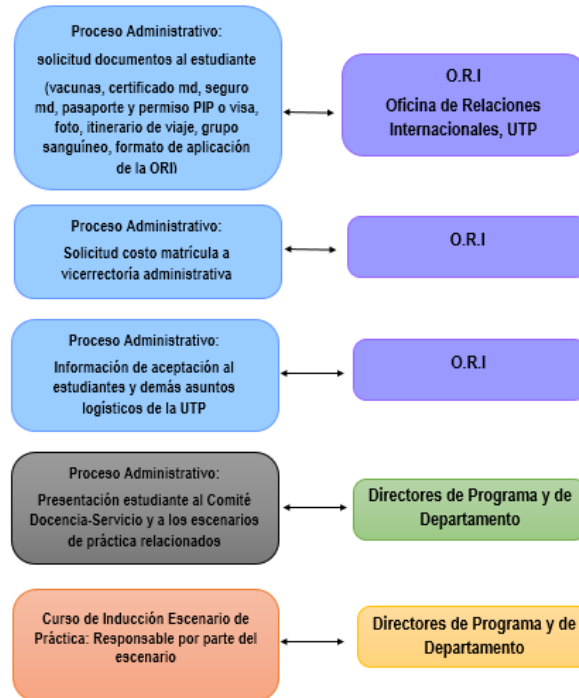 Proceso Administrativo:
solicitud documentos al estudiante
(vacunas, certificado md, seguro
md, pasaporte y permiso PIP o visa,
foto, itinerario de viaje, grupo
sanguíneo, formato de aplicación
de la ORI)
O.R.I
Oficina de Relaciones
Internacionales, UTP
Proceso Administrativo:
Solicitud costo matrícula a
vicerrectoría administrativa
O.R.I
Proceso Administrativo:
Información de aceptación al
estudiantes y demás asuntos
logísticos de la UTP
O.R.I
Proceso Administrativo:
Presentación estudiante al Comité
Docencia-Servicio y a los escenarios
de práctica relacionados
Directores de Programa y de
Departamento
Curso de Inducción Escenario de
Práctica: Responsable por parte del
escenario
Directores de Programa y de
Departamento